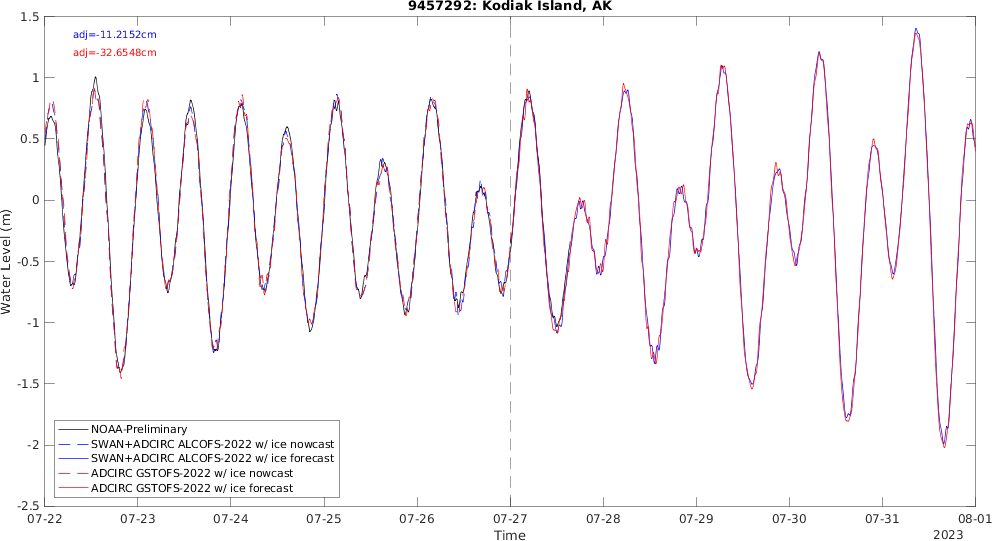 9457292: Kodiak Island, AK
adj=-11.2152cm
adj=-32.6548cm
1.5
1
0.5
0
-0.5
-1
-1.5
-2
-2.5
Water Level (m)
NOAA-Preliminary
SWAN+ADCIRC ALCOFS-2022 w/ ice nowcast
SWAN+ADCIRC ALCOFS-2022 w/ ice forecast
ADCIRC GSTOFS-2022 w/ ice nowcast
ADCIRC GSTOFS-2022 w/ ice forecast
07-22 07-23 07-24 07-25 07-26 07-27 07-28 07-29 07-30 07-31 08-01
Time
2023